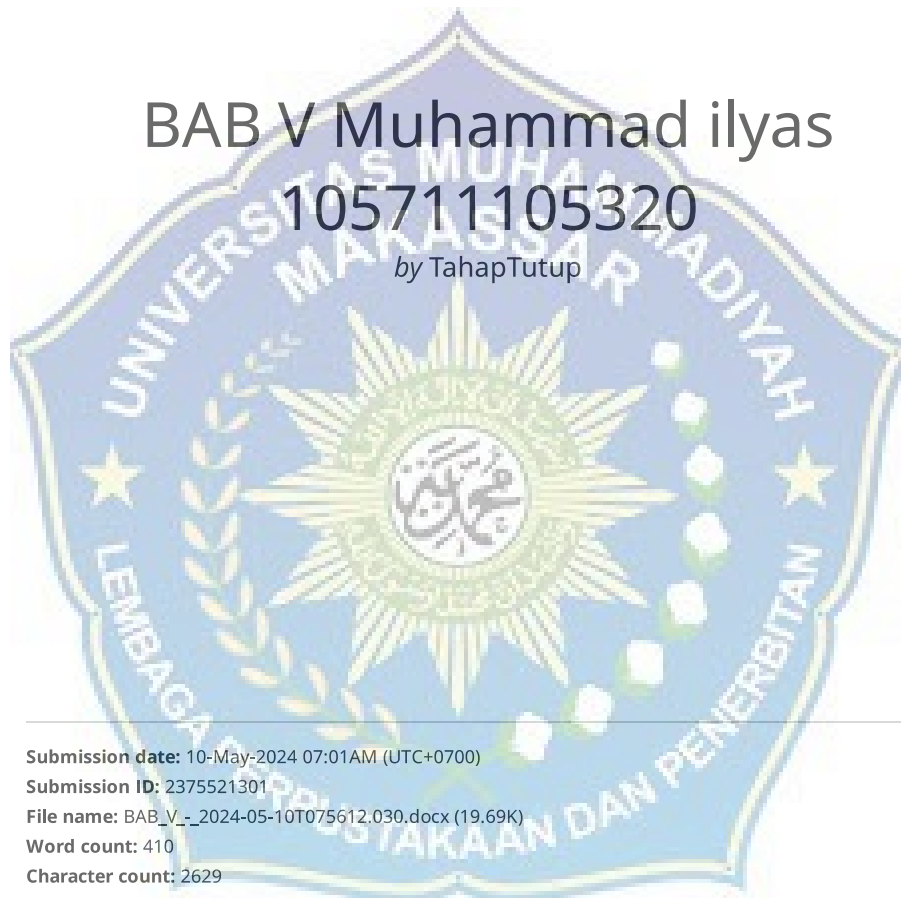 BAB V Muhammad ilyas
105711105320
by TahapTutup
UNIVERSITAS MUHAMMADIYAH
MAKASSAR
محمد
LEMBAGA PERPUSTAKAAN DAN PENERBITAN
Submission date: 10-May-2024 07:01AM (UTC+0700)
Submission ID: 2375521301
File name: BAB_V_-_2024-05-10T075612.030.docx (19.69K)
Word count: 410
Character count: 2629